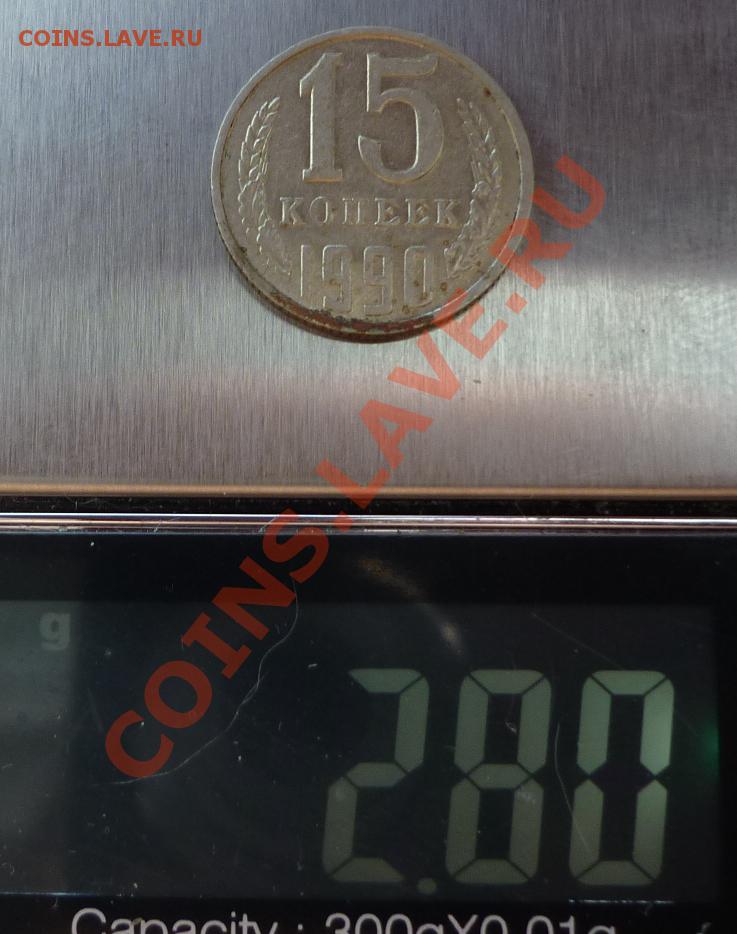 COINS.LAVE.RU
15
КОПЕЕК
1990
COINS.LAVE.RU
g
2.80
Capacity : 300gX0.01g